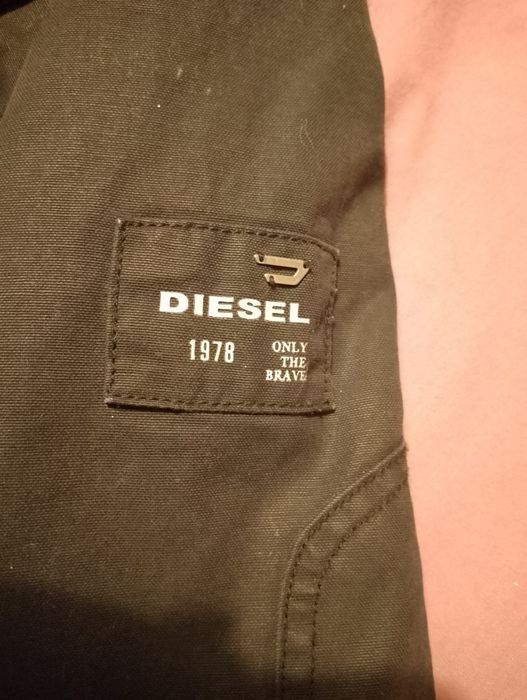 DIESEL
1978
ONLY
THE
BRAVE